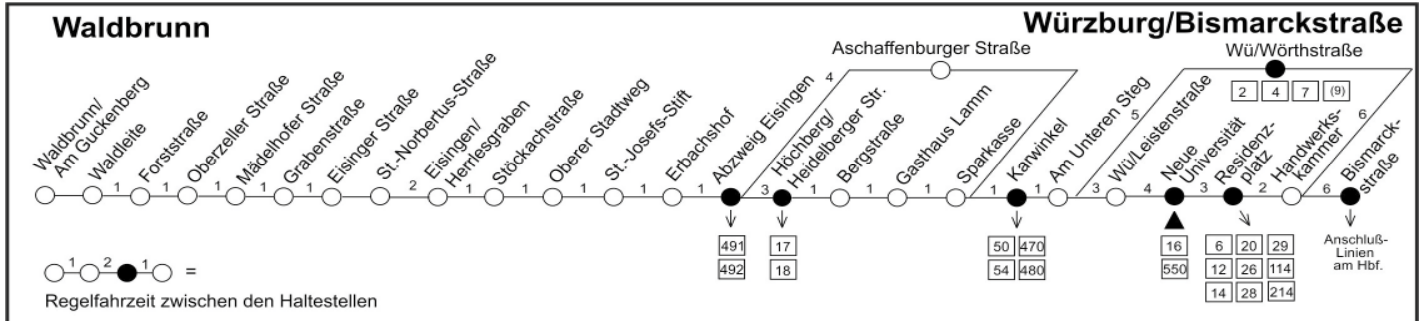 Waldbrunn
Würzburg/Bismarckstraße
Aschaffenburger Straße
Wü/Wörthstraße
4
2 4 7 (9)
5
6
Waldbrunn/
Am Guckenberg
Waldleite
Forststraße
Oberzeller Straße
Mädelhofer Straße
Grabenstraße
Eisinger Straße
St.-Norbertus-Straße
Eisingen/
Herrlesgraben
Stöckachstraße
Oberer Stadtweg
St.-Josefs-Stift
Erbachshof
Abzweig Eisingen
Höchberg/
Heidelberger Str.
Bergstraße
Gasthaus Lamm
Sparkasse
Karwinkel
Am Unteren Steg
Wü/Leistenstraße
Neue
Universität
Residenz-
platz
Handwerks-
kammer
Bismarck-
straße
1 1 1 1 1 2 1 1 1 1 1 3 1 1 1 1 1 3 4 3 2 6
491
492
17
18
50 470
54 480
16
550
6 20 29
12 26 114
14 28 214
Anschluß-
Linien
am Hbf.
1 2 1 =
Regelfahrzeit zwischen den Haltestellen